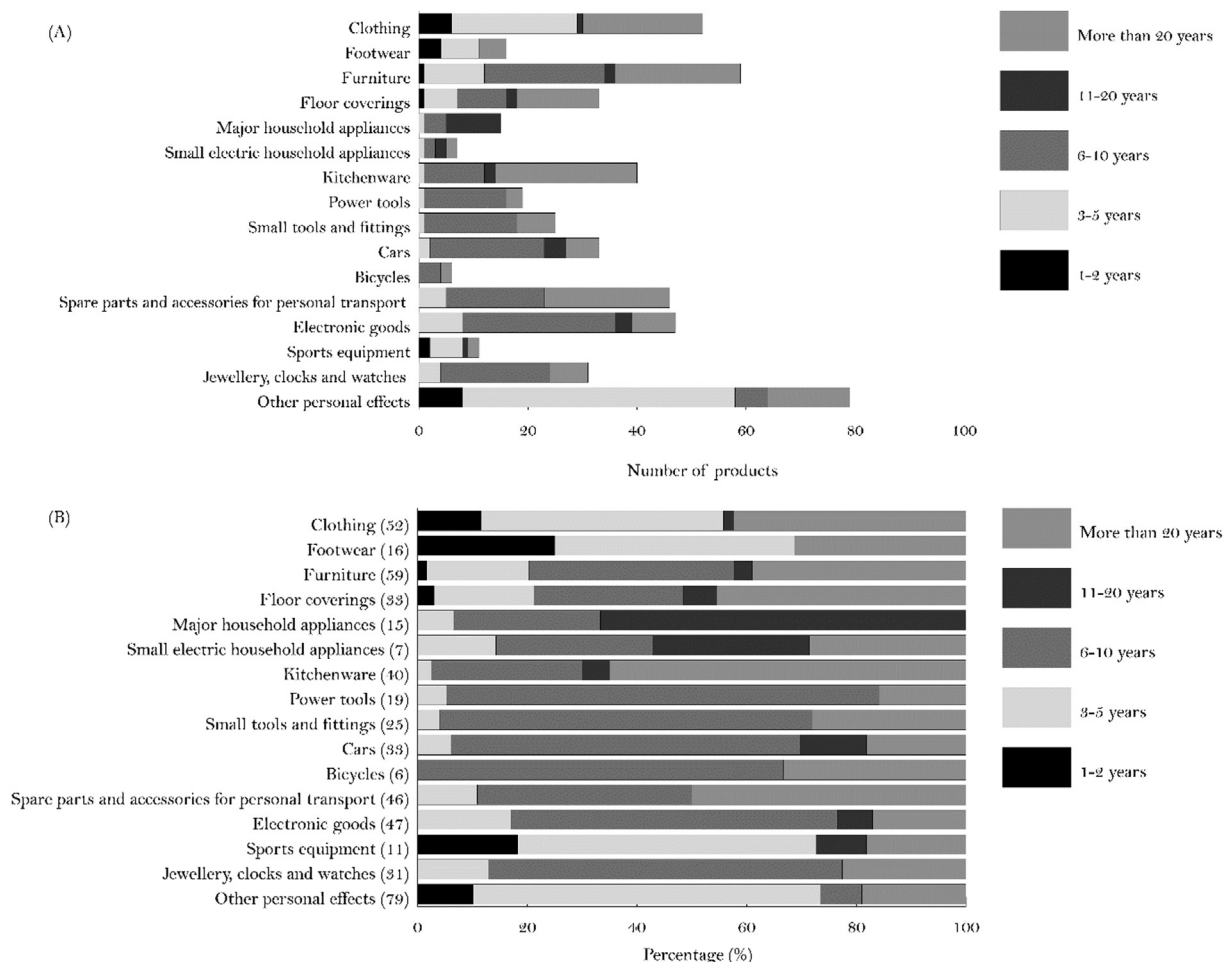 (A)
Clothing
Footwear
Furniture
Floor coverings
Major household appliances
Small electric household appliances
Kitchenware
Power tools
Small tools and fittings
Cars
Bicycles
Spare parts and accessories for personal transport
Electronic goods
Sports equipment
Jewellery, clocks and watches
Other personal effects
0 20 40 60 80 100
Number of products
More than 20 years
11-20 years
6-10 years
3-5 years
1-2 years
(B)
Clothing (52)
Footwear (16)
Furniture (59)
Floor coverings (33)
Major household appliances (15)
Small electric household appliances (7)
Kitchenware (40)
Power tools (19)
Small tools and fittings (25)
Cars (33)
Bicycles (6)
Spare parts and accessories for personal transport (46)
Electronic goods (47)
Sports equipment (11)
Jewellery, clocks and watches (31)
Other personal effects (79)
0 20 40 60 80 100
Percentage (%)
More than 20 years
11-20 years
6-10 years
3-5 years
1-2 years